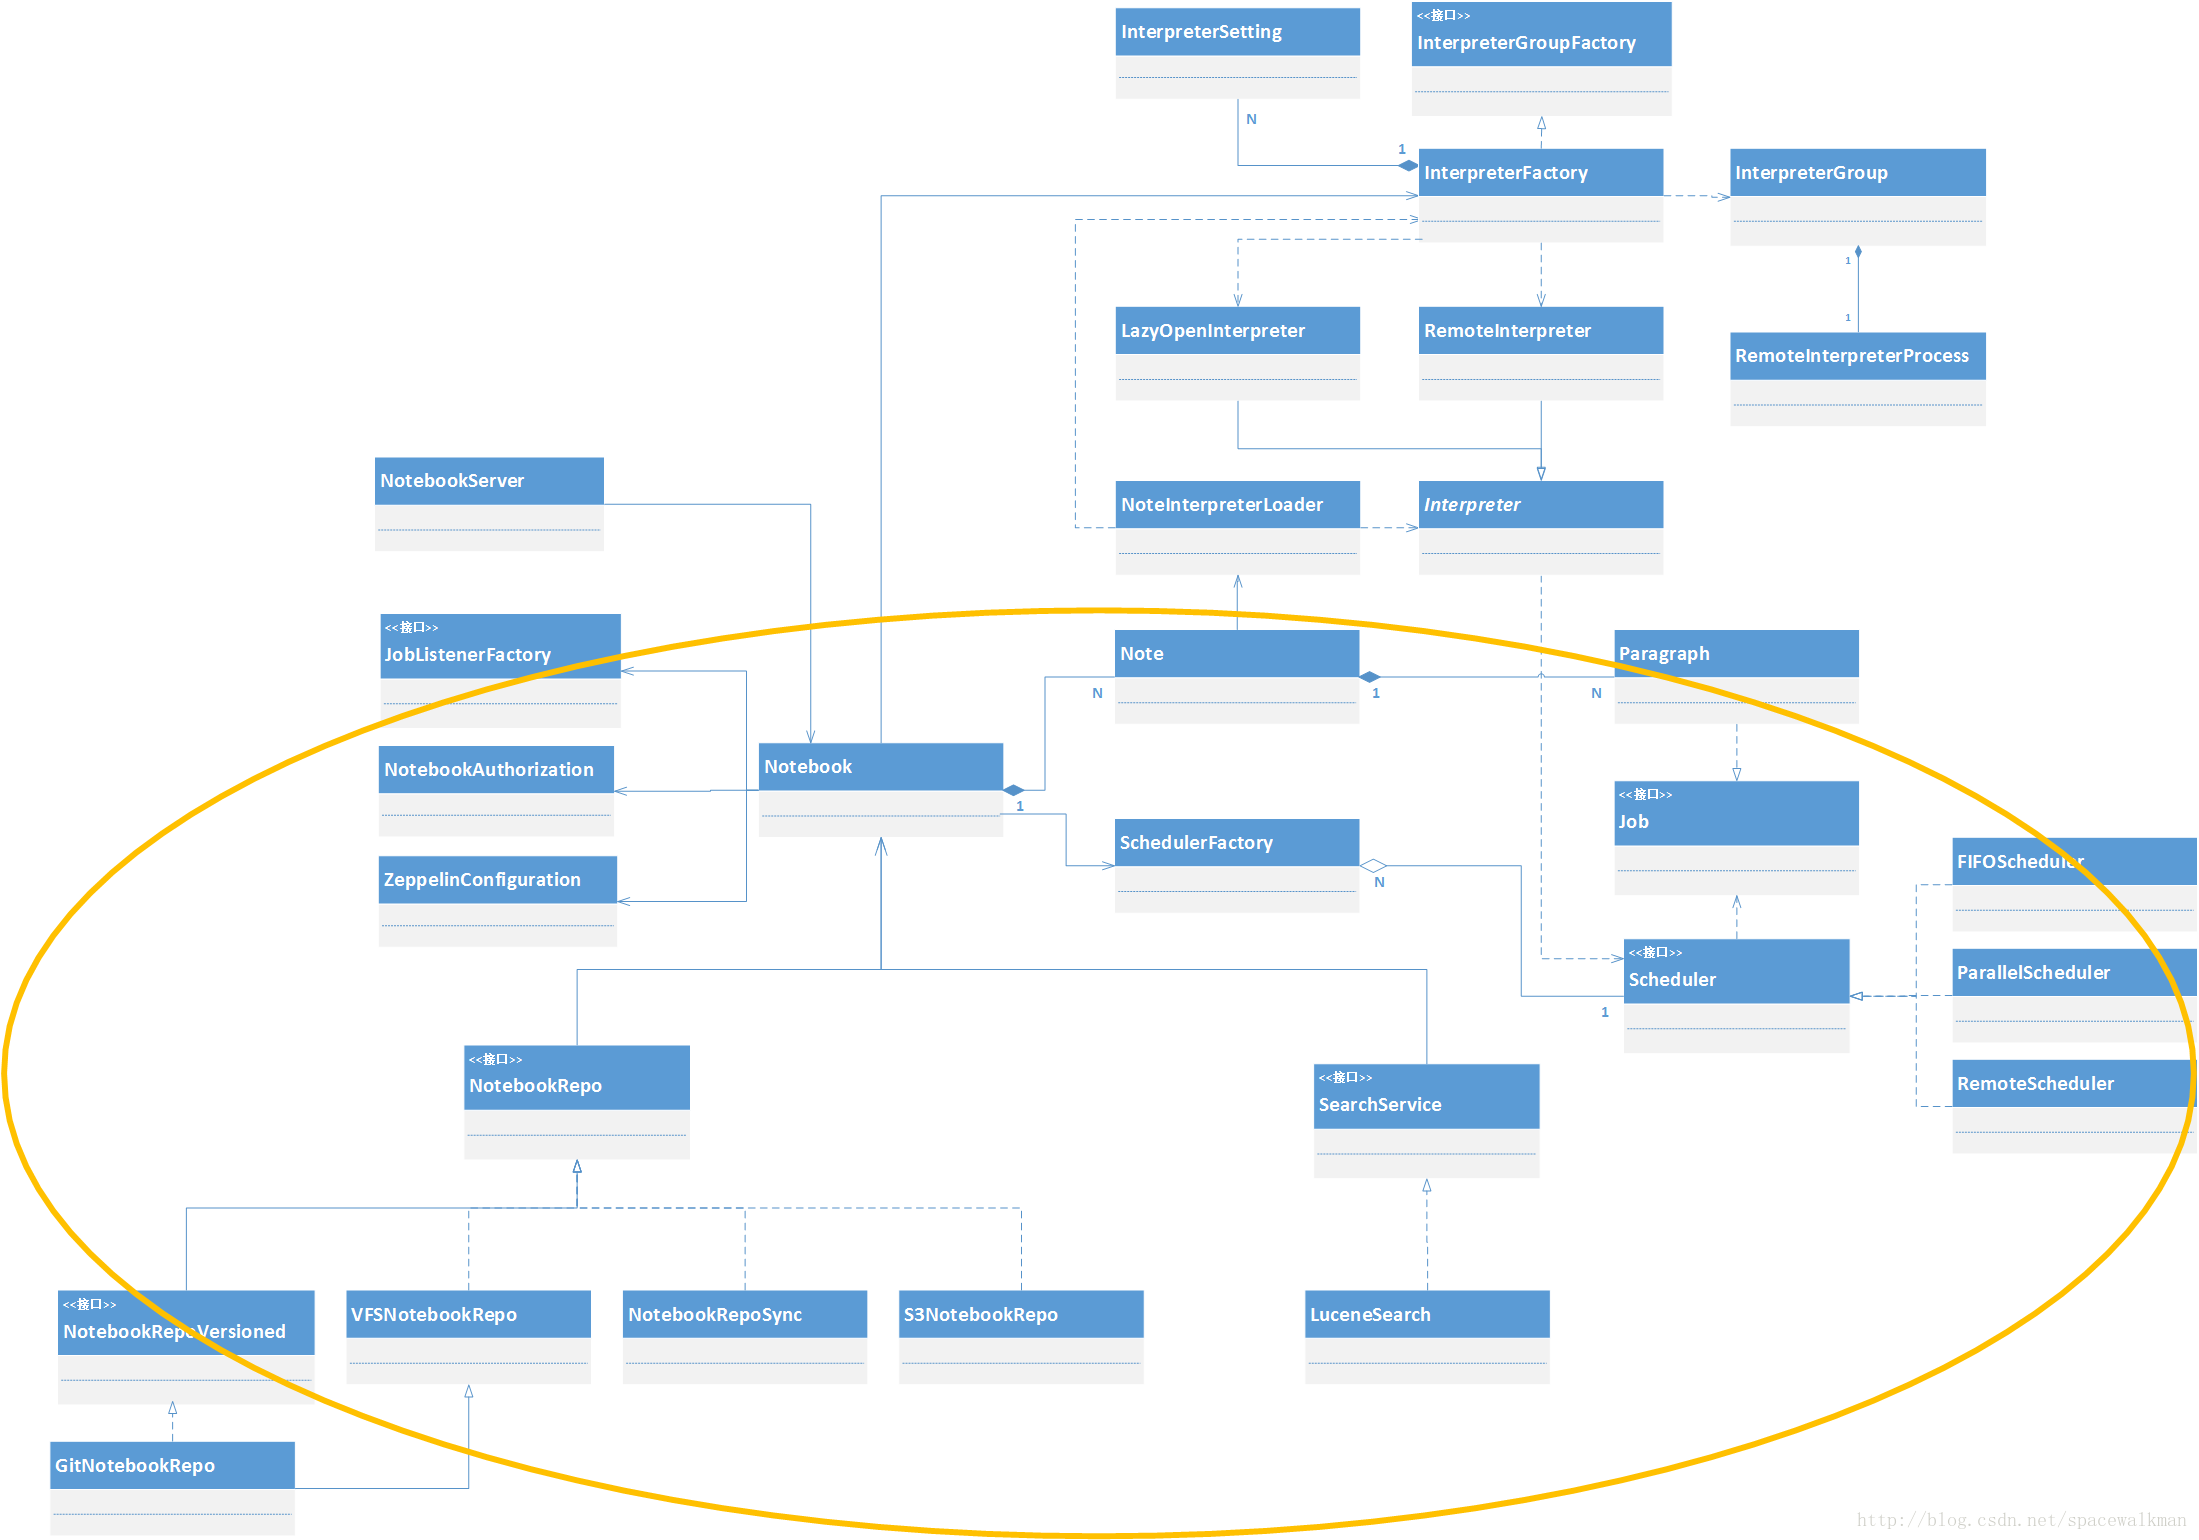 InterpreterSetting
<<接口>>
InterpreterGroupFactory
N
1
InterpreterFactory
InterpreterGroup
1
1
LazyOpenInterpreter
RemoteInterpreter
RemoteInterpreterProcess
NotebookServer
NoteInterpreterLoader
Interpreter
<<接口>>
JobListenerFactory
Note
Paragraph
N
1
N
NotebookAuthorization
Notebook
1
<<接口>>
Job
ZeppelinConfiguration
SchedulerFactory
N
FIFOScheduler
<<接口>>
Scheduler
1
ParallelScheduler
<<接口>>
NotebookRepo
<<接口>>
SearchService
RemoteScheduler
<<接口>>
NotebookRepoVersioned
VFSNotebookRepo
NotebookRepoSync
S3NotebookRepo
LuceneSearch
GitNotebookRepo
http://blog.csdn.net/spacewalkman